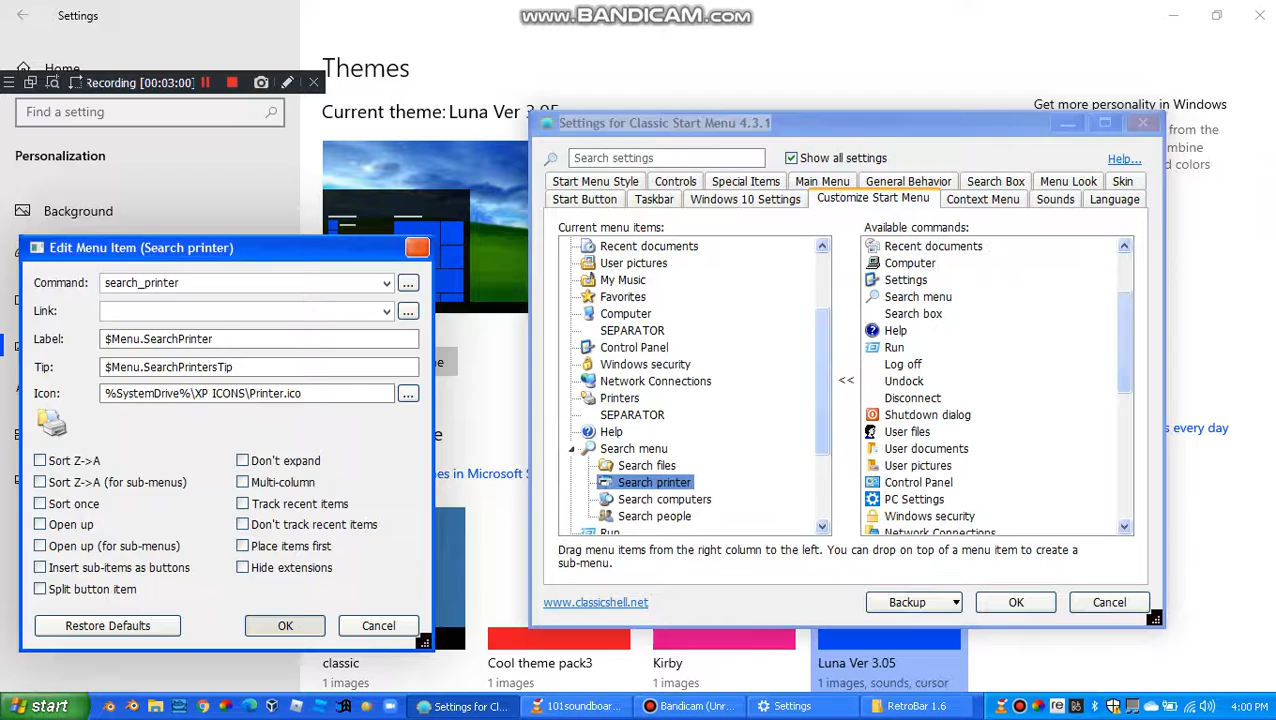 Settings
www.BANDICAM.com
Home
Themes
Recording [00:03:00]
Find a setting
Current theme: Luna Ver 3.05
Get more personality in Windows
Personalization
Background
Settings for Classic Start Menu 4.3.1
Search settings
Show all settings
Help...
Start Menu Style
Controls
Special Items
Main Menu
General Behavior
Search Box
Menu Look
Skin
Start Button
Taskbar
Windows 10 Settings
Customize Start Menu
Context Menu
Sounds
Language
Current menu items:
Recent documents
User pictures
My Music
Favorites
Computer
SEPARATOR
Control Panel
Windows security
Network Connections
Printers
SEPARATOR
Help
Search menu
Search files
Search printer
Search computers
Search people
Run
<<
Available commands:
Recent documents
Computer
Settings
Search menu
Search box
Help
Run
Log off
Undock
Disconnect
Shutdown dialog
User files
User documents
User pictures
Control Panel
PC Settings
Windows security
Network Connections
Drag menu items from the right column to the left. You can drop on top of a menu item to create a
sub-menu.
www.classicshell.net
Backup
OK
Cancel
from the
colors
s every day
Edit Menu Item (Search printer)
Command:
search_printer
...
Link:
...
Label:
$Menu.SearchPrinter
Tip:
$Menu.SearchPrintersTip
Icon:
%SystemDrive%\XP ICONS\Printer.ico
...
Sort Z->A
Sort Z->A (for sub-menus)
Sort once
Open up
Open up (for sub-menus)
Insert sub-items as buttons
Split button item
Don't expand
Multi-column
Track recent items
Don't track recent items
Place items first
Hide extensions
Restore Defaults
OK
Cancel
es in Microsoft S
classic
1 images
Cool theme pack3
1 images
Kirby
1 images
Luna Ver 3.05
1 images, sounds, cursor
start
Settings for Cl...
101soundboar...
Bandicam (Unr...
Settings
RetroBar 1.6
re
4:00 PM